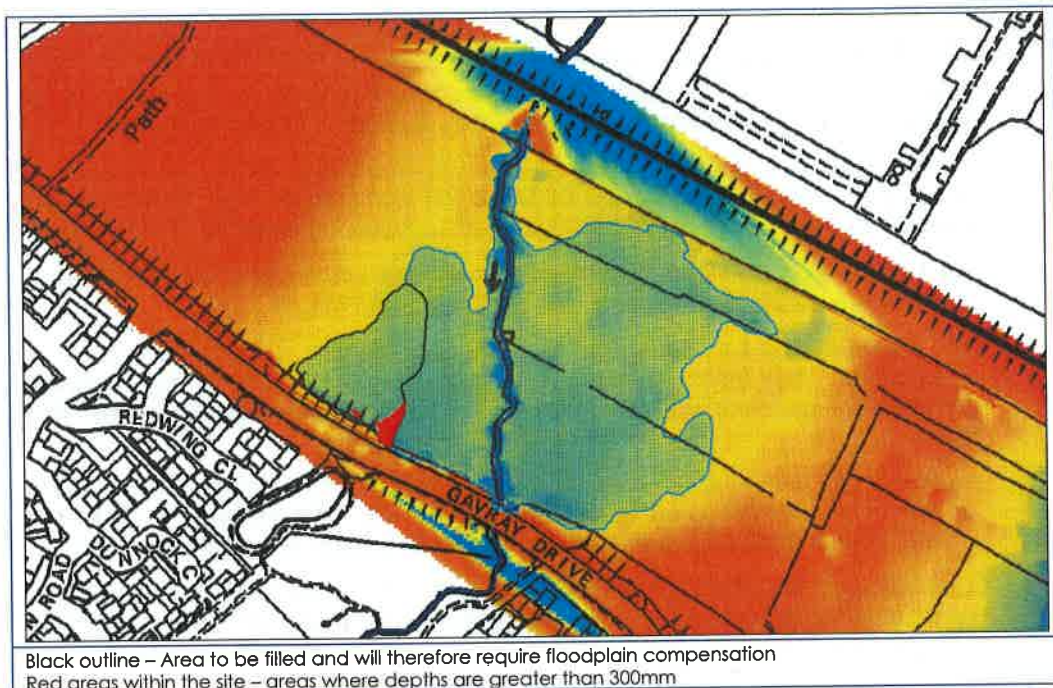 Path
REDWING CL
DUNNOCK C
W ROAD
GAVRAY DRIVE
Black outline – Area to be filled and will therefore require floodplain compensation
Red areas within the site – areas where depths are greater than 300mm